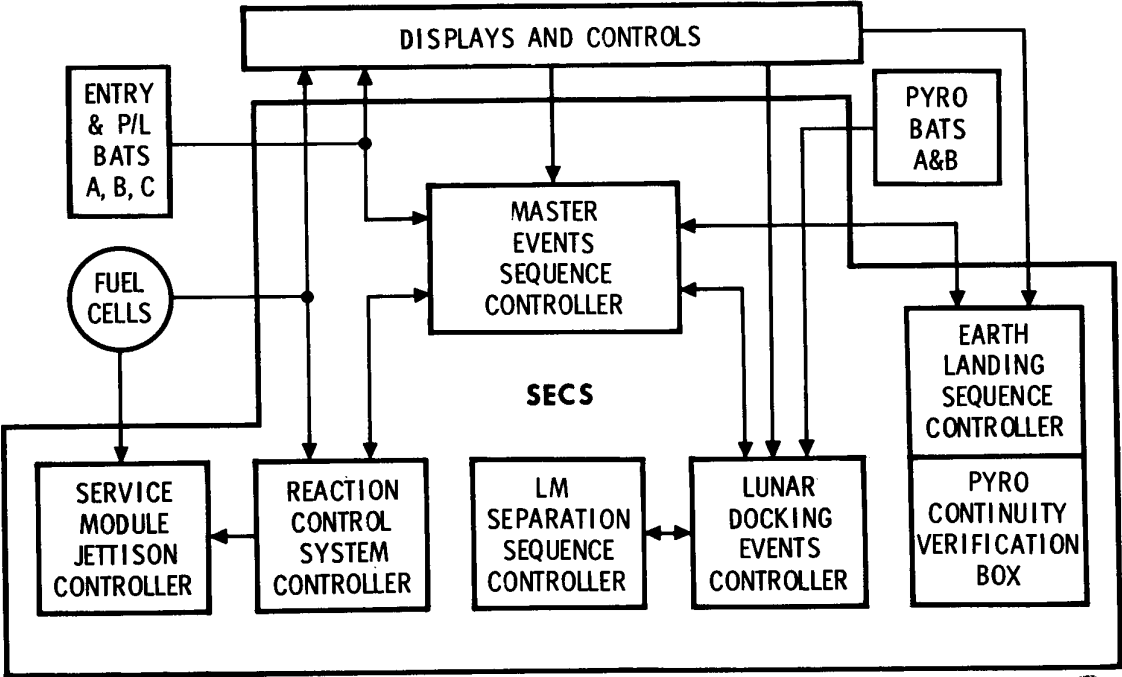 DISPLAYS AND CONTROLS
ENTRY
& P/L
BATS
A, B, C
PYRO
BATS
A&B
MASTER
EVENTS
SEQUENCE
CONTROLLER
FUEL
CELLS
EARTH
LANDING
SEQUENCE
CONTROLLER
SECS
SERVICE
MODULE
JETTISON
CONTROLLER
REACTION
CONTROL
SYSTEM
CONTROLLER
LM
SEPARATION
SEQUENCE
CONTROLLER
LUNAR
DOCKING
EVENTS
CONTROLLER
PYRO
CONTINUITY
VERIFICATION
BOX